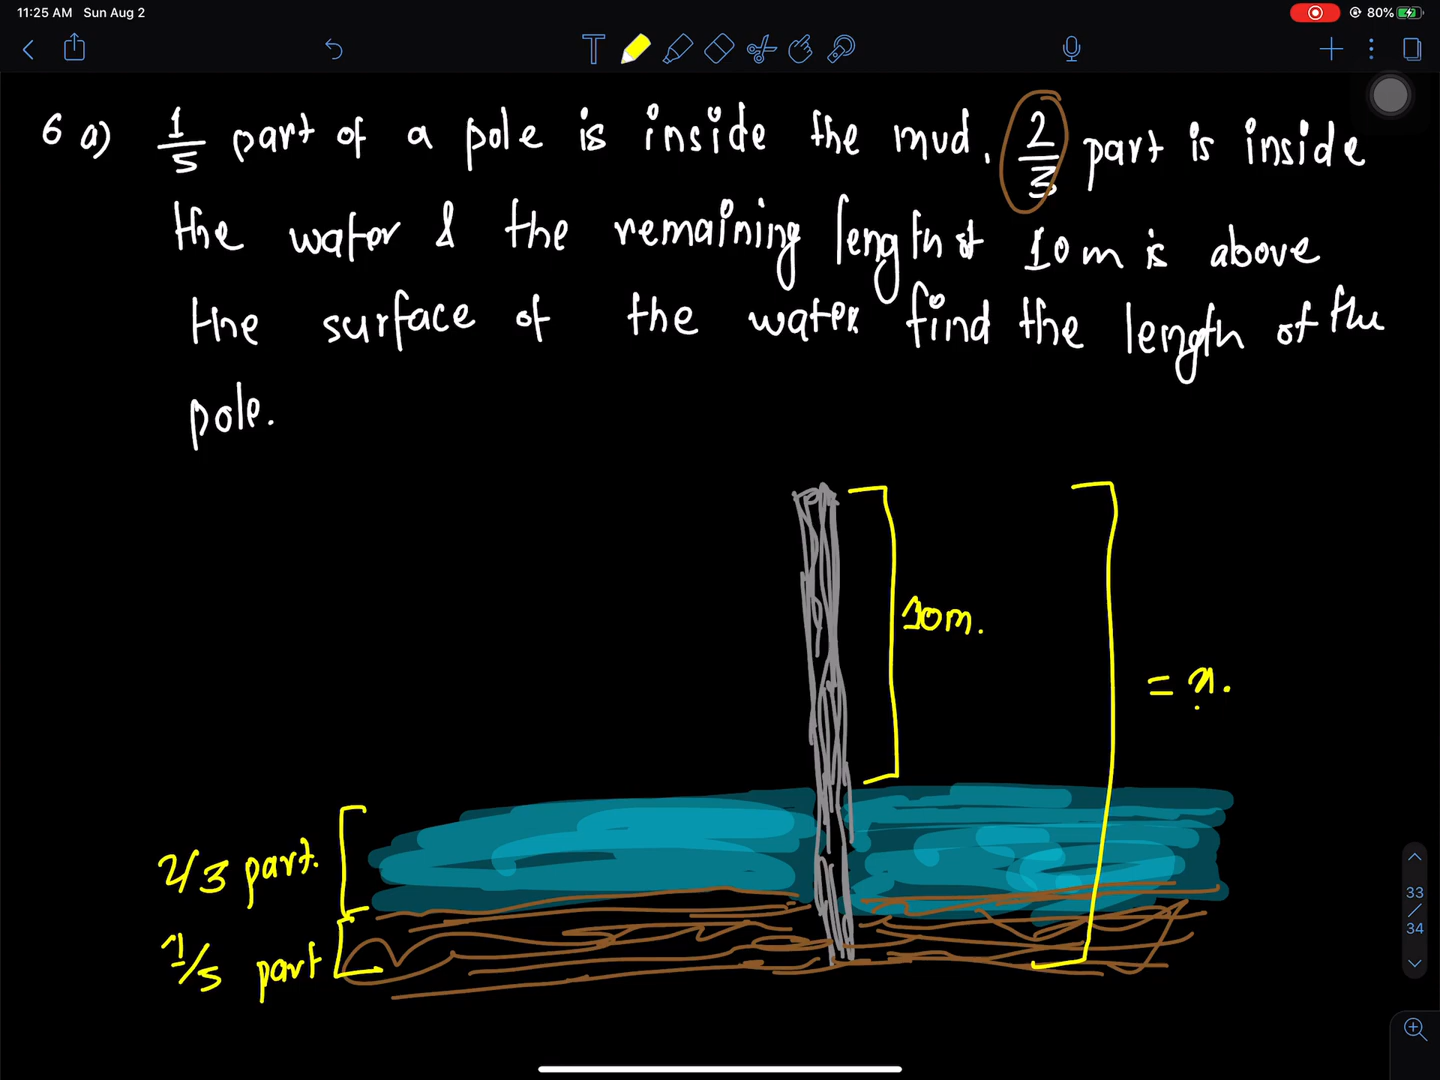 11:25 AM Sun Aug 2
80%
6 a) 1/5 part of a pole is inside the mud. 2/3 part is inside
the water & the remaining length of 10m is above
the surface of the water. find the length of the
pole.
10m.
= x.
2/3 part.
1/5 part
33
/
34